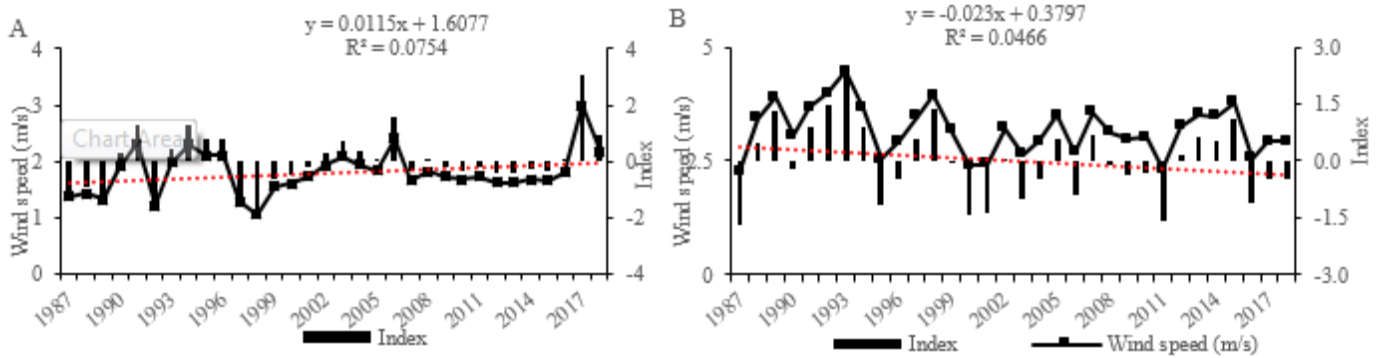 A
y = 0.0115x + 1.6077
R² = 0.0754
4
3
2
1
0
Wind speed (m/s)
Chart Area
4
2
0
-2
-4
Index
1987
1990
1993
1996
1999
2002
2005
2008
2011
2014
2017
Index
B
y = -0.023x + 0.3797
R² = 0.0466
5
2.5
0
Wind speed (m/s)
3.0
1.5
0.0
-1.5
-3.0
Index
1987
1990
1993
1996
1999
2002
2005
2008
2011
2014
2017
Index
Wind speed (m/s)